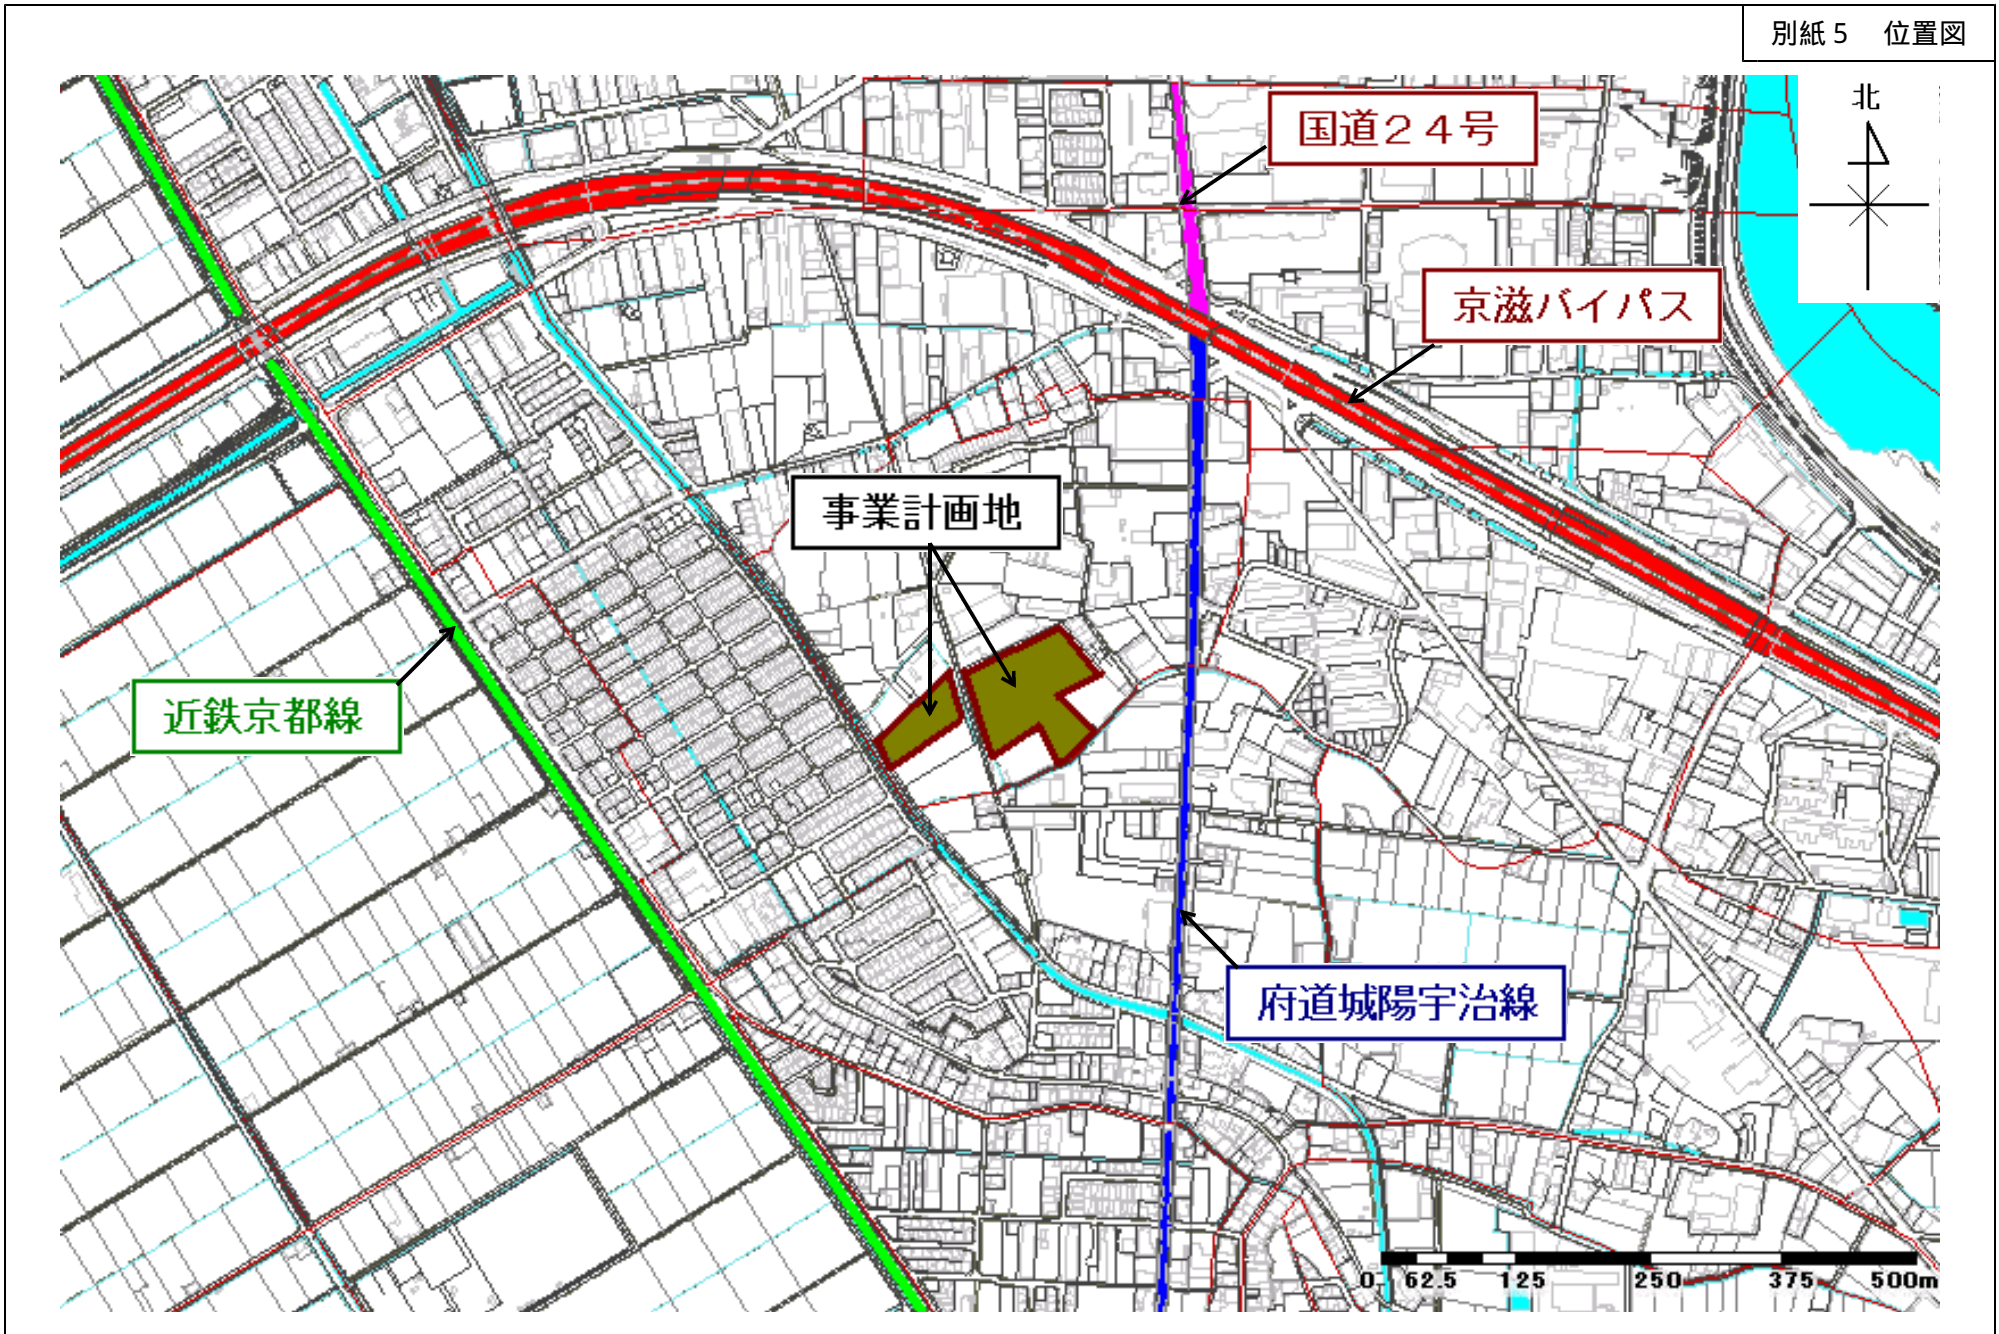 別紙5　位置図
北
国道24号
京滋バイパス
事業計画地
近鉄京都線
府道城陽宇治線
0 62.5 125 250 375 500m